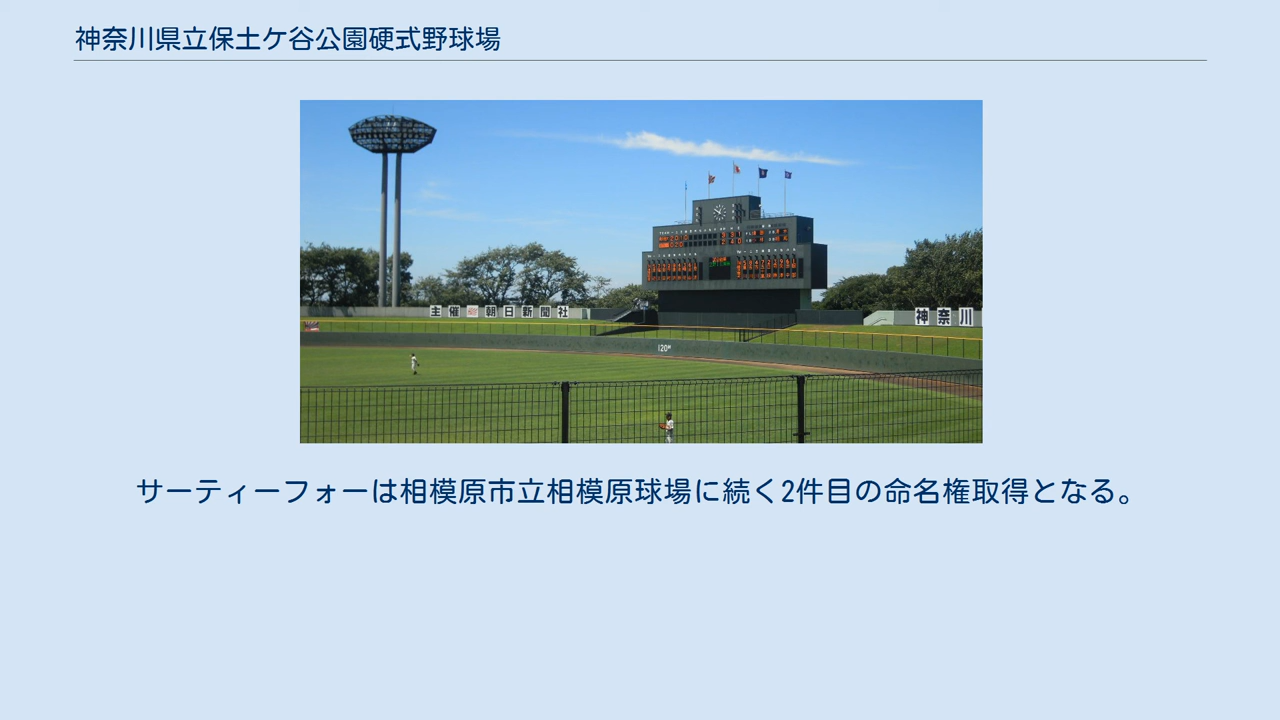 神奈川県立保土ケ谷公園硬式野球場
主催 朝日新聞社
神奈川
120m
サーティーフォーは相模原市立相模原球場に続く2件目の命名権取得となる。